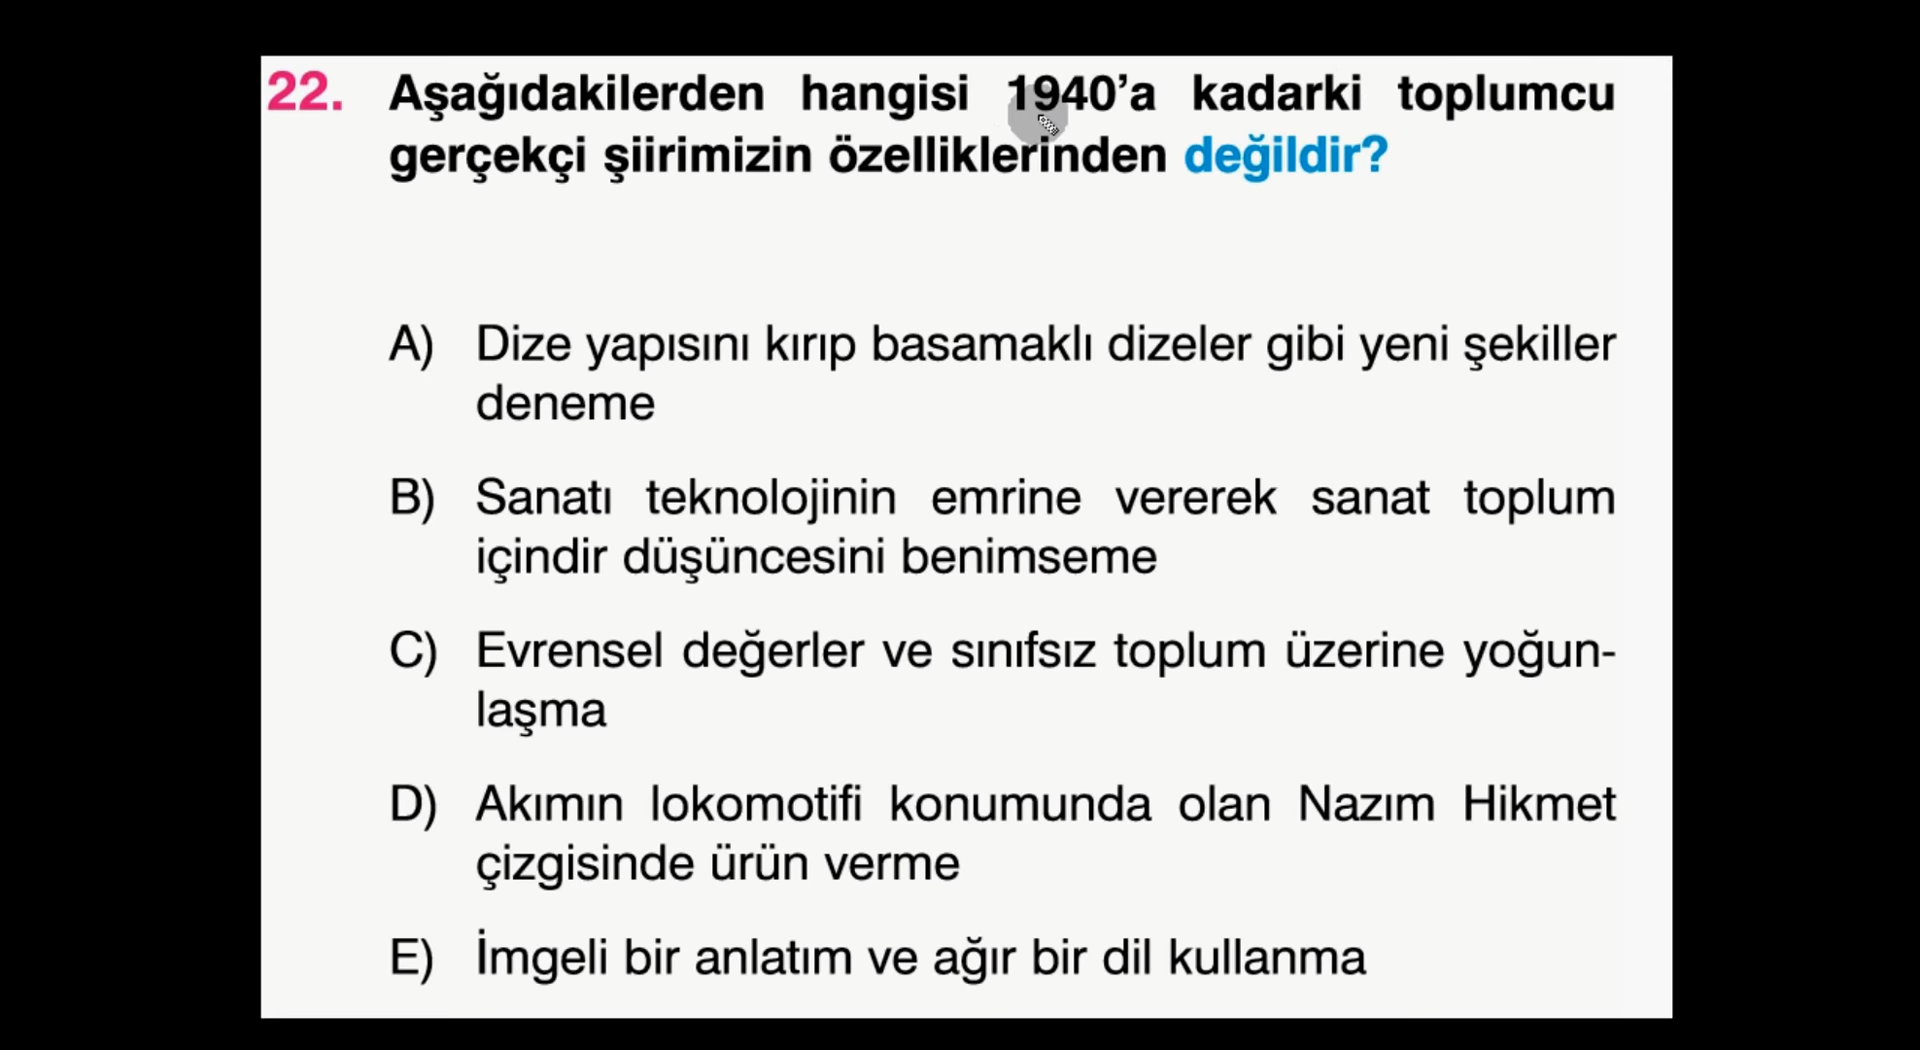 22. Aşağıdakilerden hangisi 1940’a kadarki toplumcu
gerçekçi şiirimizin özelliklerinden değildir?
A) Dize yapısını kırıp basamaklı dizeler gibi yeni şekiller
deneme
B) Sanatı teknolojinin emrine vererek sanat toplum
içindir düşüncesini benimseme
C) Evrensel değerler ve sınıfsız toplum üzerine yoğun-
laşma
D) Akımın lokomotifi konumunda olan Nazım Hikmet
çizgisinde ürün verme
E) İmgeli bir anlatım ve ağır bir dil kullanma